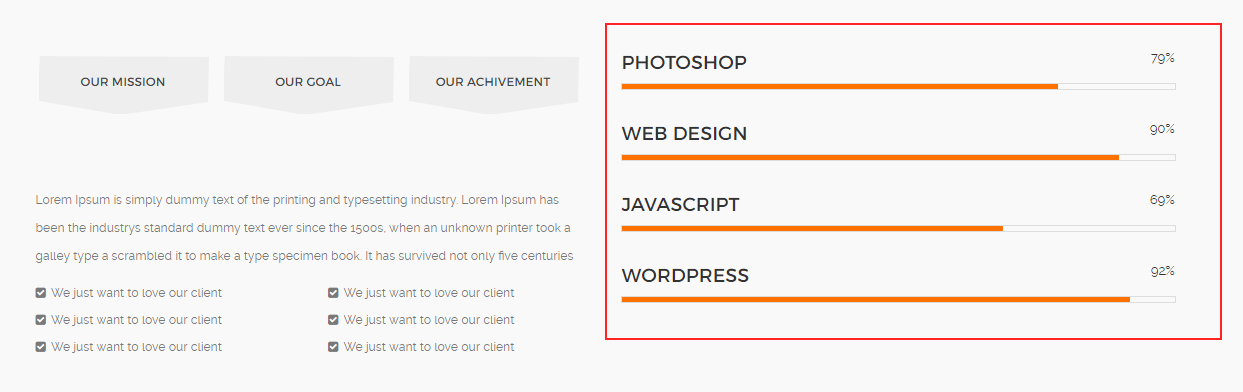 OUR MISSION
OUR GOAL
OUR ACHIVEMENT
Lorem Ipsum is simply dummy text of the printing and typesetting industry. Lorem Ipsum has
been the industrys standard dummy text ever since the 1500s, when an unknown printer took a
galley type a scrambled it to make a type specimen book. It has survived not only five centuries
We just want to love our client
We just want to love our client
We just want to love our client
We just want to love our client
We just want to love our client
We just want to love our client
PHOTOSHOP 79%
WEB DESIGN 90%
JAVASCRIPT 69%
WORDPRESS 92%